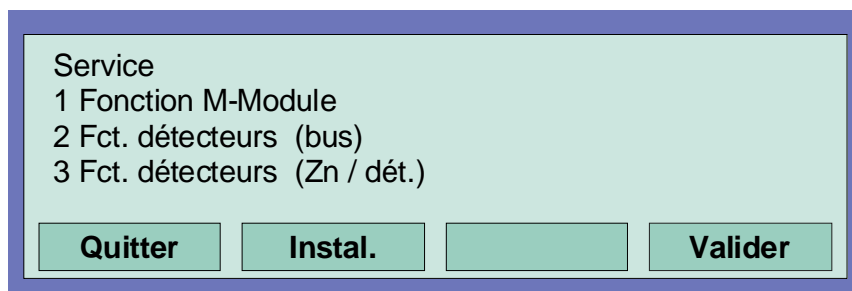 Service
1 Fonction M-Module
2 Fct. détecteurs (bus)
3 Fct. détecteurs (Zn / dét.)
Quitter Instal. Valider